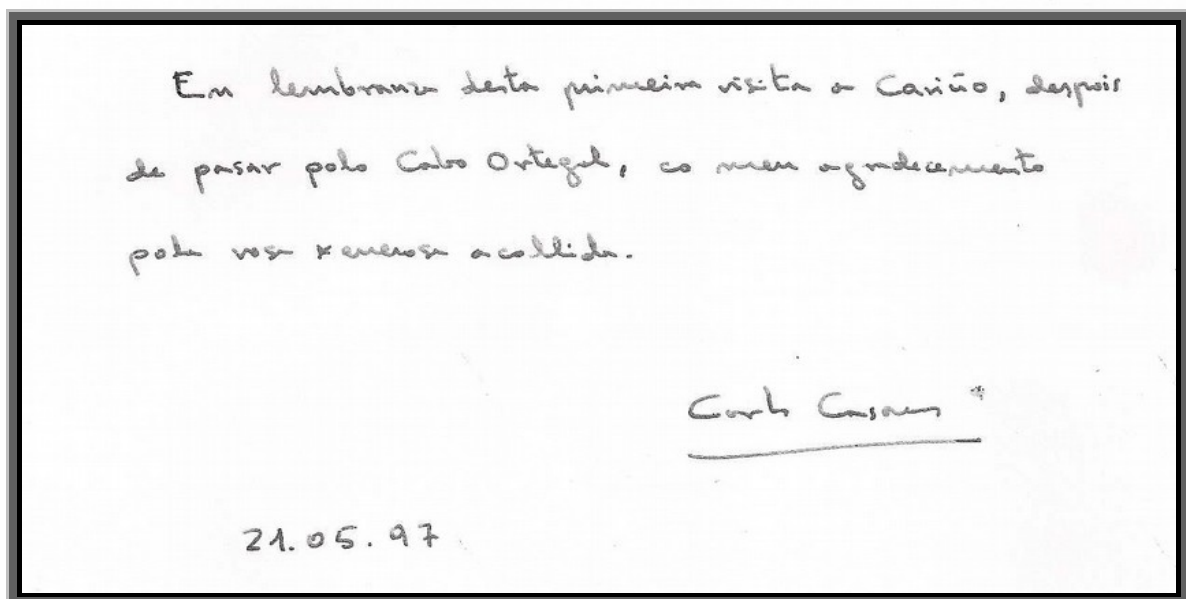 En lembranza desta primeira visita a Cariño, despois
de pasar polo Cabo Ortegal, co meu agradecemento
pola vosa xenerosa acollida.
Carlos Casares *
21.05.97